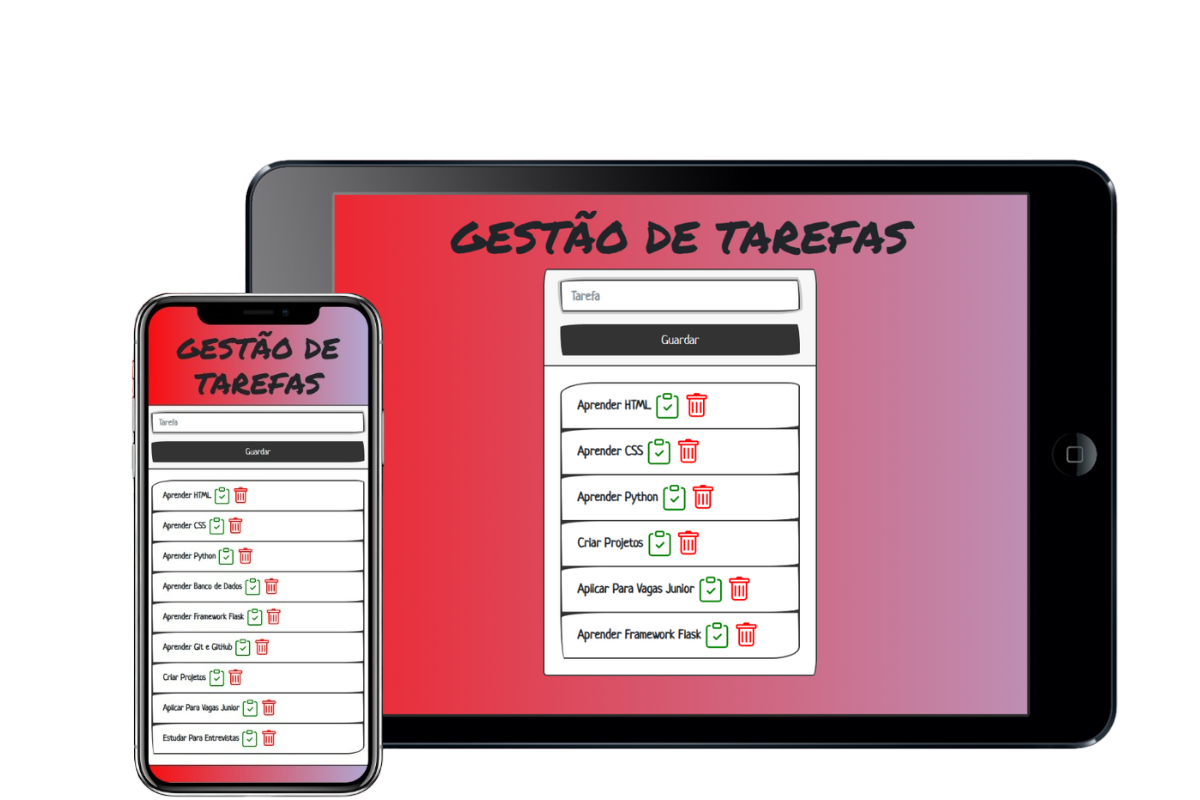 GESTÃO DE TAREFAS
Tarefa
Guardar
Aprender HTML
Aprender CSS
Aprender Python
Criar Projetos
Aplicar Para Vagas Junior
Aprender Framework Flask
GESTÃO DE
TAREFAS
Tarefa
Guardar
Aprender HTML
Aprender CSS
Aprender Python
Aprender Banco de Dados
Aprender Framework Flask
Aprender Git e GitHub
Criar Projetos
Aplicar Para Vagas Junior
Estudar Para Entrevistas